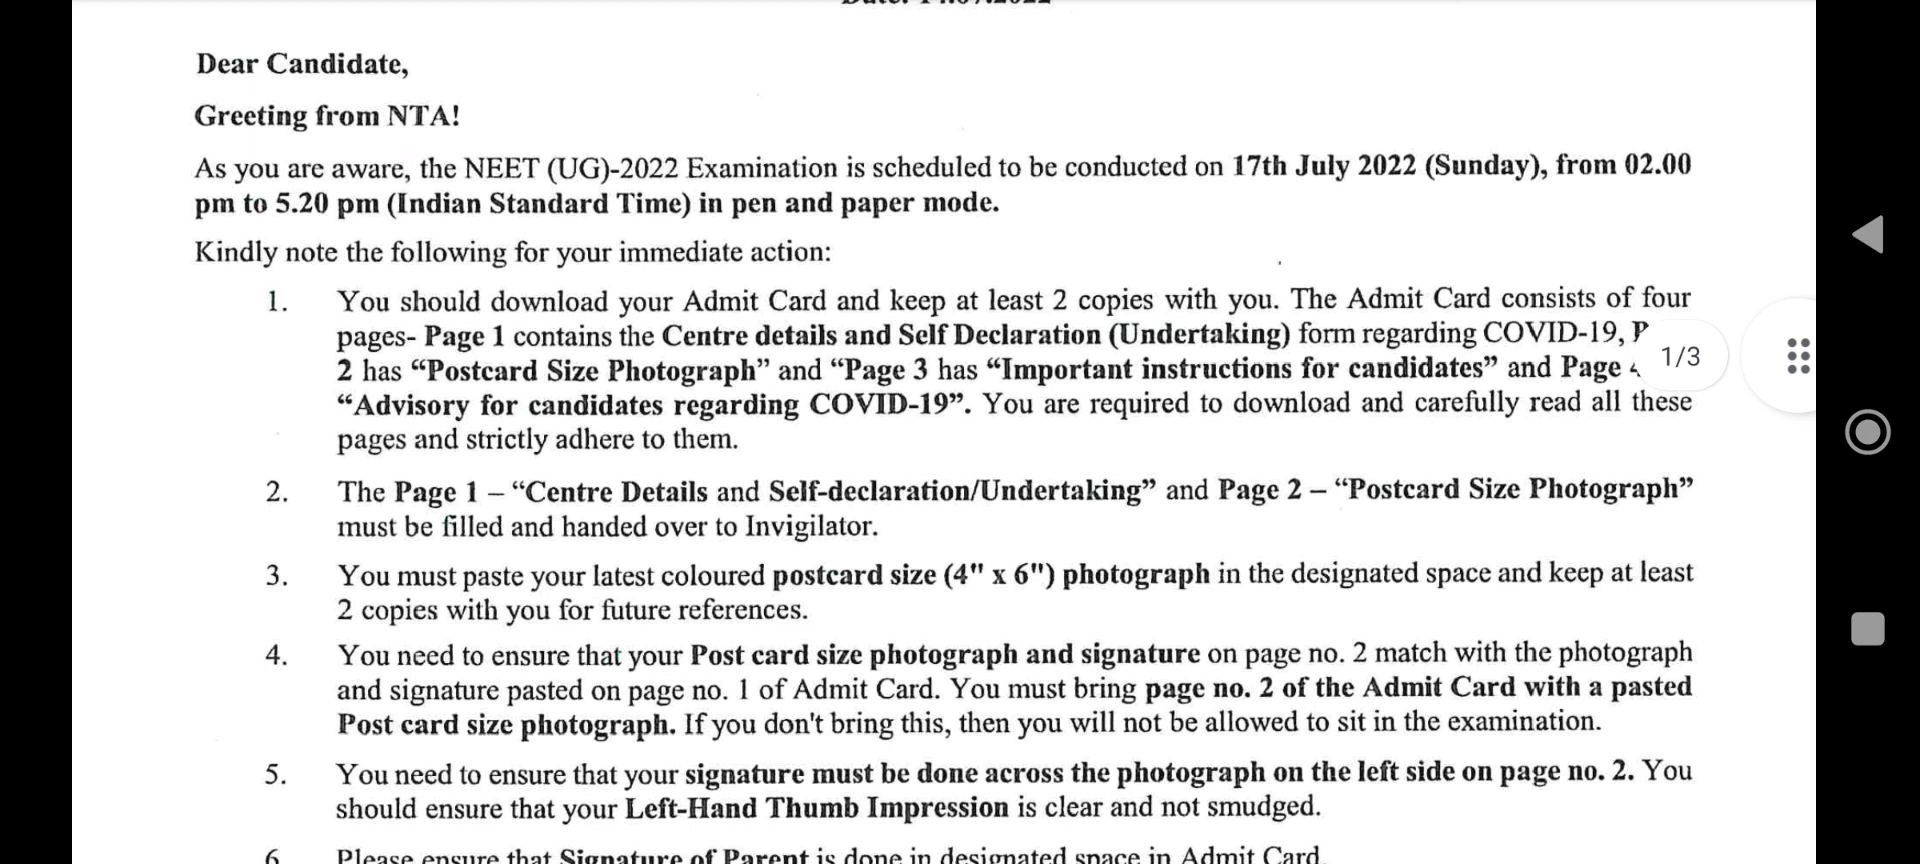 Dear Candidate,
Greeting from NTA!
As you are aware, the NEET (UG)-2022 Examination is scheduled to be conducted on 17th July 2022 (Sunday), from 02.00
pm to 5.20 pm (Indian Standard Time) in pen and paper mode.
Kindly note the following for your immediate action:
1. You should download your Admit Card and keep at least 2 copies with you. The Admit Card consists of four
pages- Page 1 contains the Centre details and Self Declaration (Undertaking) form regarding COVID-19, P
2 has “Postcard Size Photograph” and “Page 3 has “Important instructions for candidates” and Page
1/3
“Advisory for candidates regarding COVID-19”. You are required to download and carefully read all these
pages and strictly adhere to them.
2. The Page 1 – “Centre Details and Self-declaration/Undertaking” and Page 2 – “Postcard Size Photograph”
must be filled and handed over to Invigilator.
3. You must paste your latest coloured postcard size (4" x 6") photograph in the designated space and keep at least
2 copies with you for future references.
4. You need to ensure that your Post card size photograph and signature on page no. 2 match with the photograph
and signature pasted on page no. 1 of Admit Card. You must bring page no. 2 of the Admit Card with a pasted
Post card size photograph. If you don't bring this, then you will not be allowed to sit in the examination.
5. You need to ensure that your signature must be done across the photograph on the left side on page no. 2. You
should ensure that your Left-Hand Thumb Impression is clear and not smudged.
6. Please ensure that Signature of Parent is done in designated space in Admit Card.